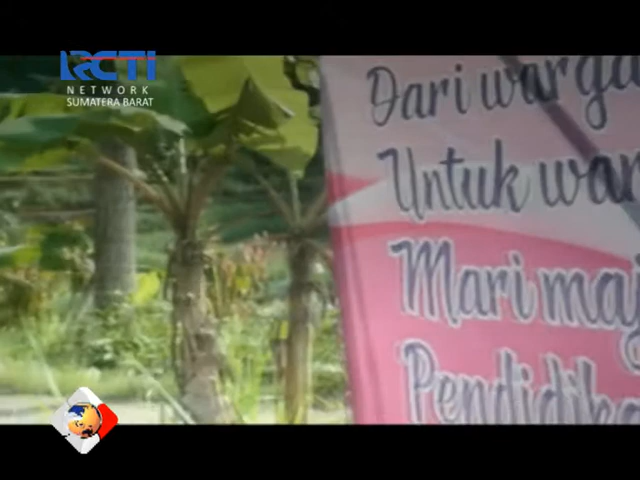 RCTI
NETWORK
SUMATERA BARAT
Dari warga
Untuk war
Mari maj
Pendidika